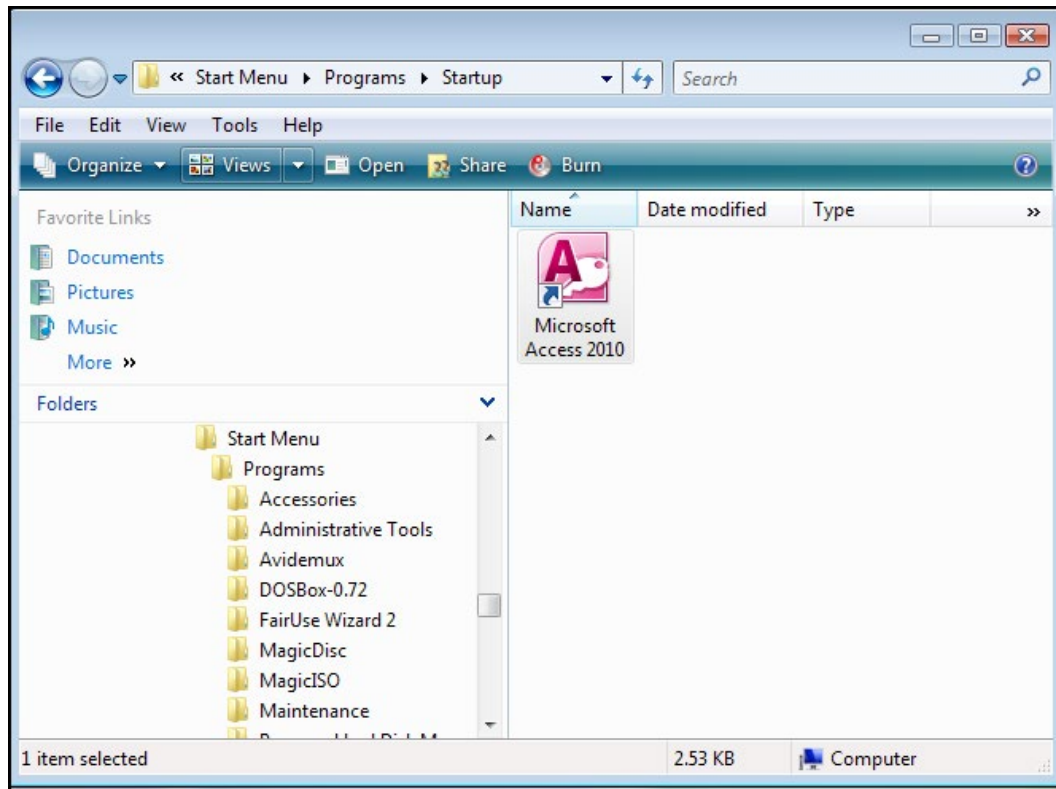 « Start Menu ▸ Programs ▸ Startup
Search
File Edit View Tools Help
Organize Views Open Share Burn
Favorite Links
Documents
Pictures
Music
More »
Folders
Start Menu
Programs
Accessories
Administrative Tools
Avidemux
DOSBox-0.72
FairUse Wizard 2
MagicDisc
MagicISO
Maintenance
Name Date modified Type »
Microsoft
Access 2010
1 item selected 2.53 KB Computer